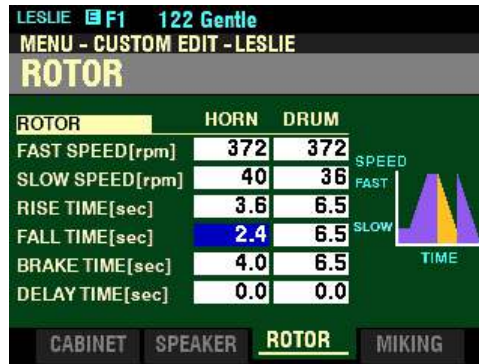 LESLIE E F1 122 Gentle
MENU - CUSTOM EDIT - LESLIE
ROTOR
ROTOR HORN DRUM
FAST SPEED[rpm] 372 372
SLOW SPEED[rpm] 40 36
RISE TIME[sec] 3.6 6.5
FALL TIME[sec] 2.4 6.5
BRAKE TIME[sec] 4.0 6.5
DELAY TIME[sec] 0.0 0.0
SPEED
FAST
SLOW
TIME
CABINET SPEAKER ROTOR MIKING